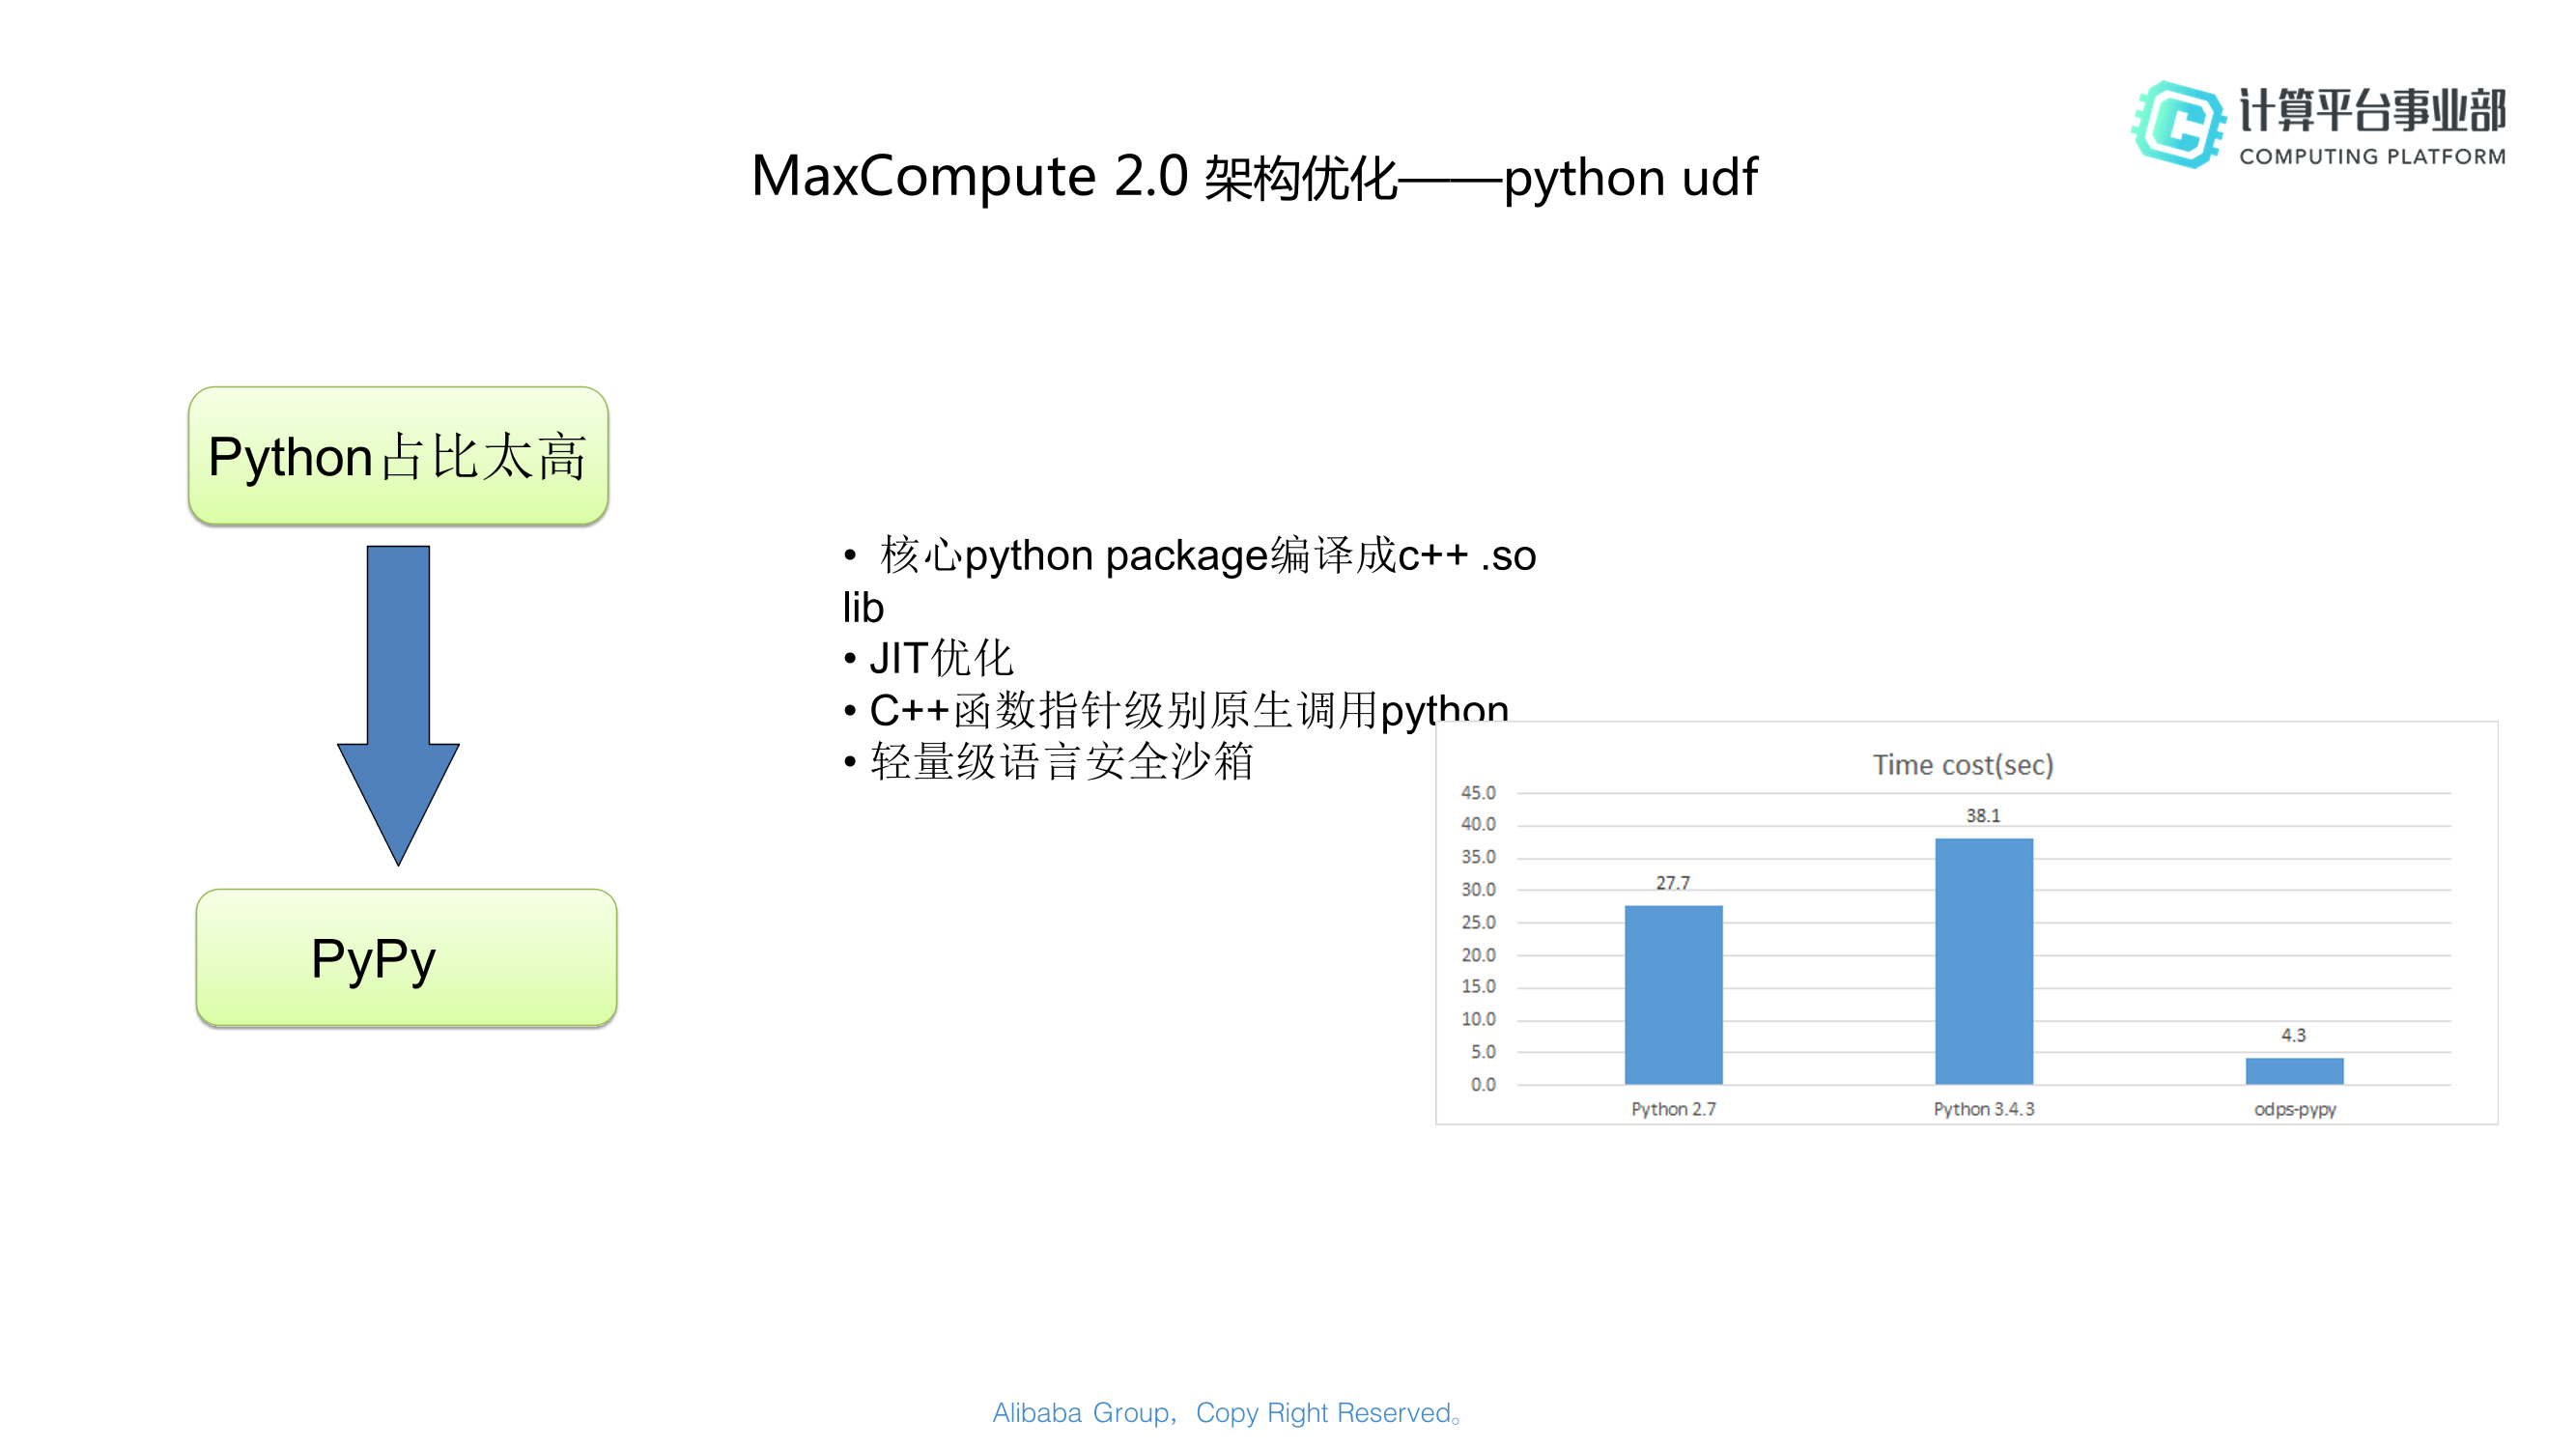 计算平台事业部
COMPUTING PLATFORM
MaxCompute 2.0 架构优化——python udf
Python占比太高
PyPy
• 核心python package编译成c++ .so
lib
• JIT优化
• C++函数指针级别原生调用python
• 轻量级语言安全沙箱
Time cost(sec)
45.0
40.0
35.0
30.0
25.0
20.0
15.0
10.0
5.0
0.0
27.7
38.1
4.3
Python 2.7
Python 3.4.3
odps-pypy
Alibaba Group，Copy Right Reserved。